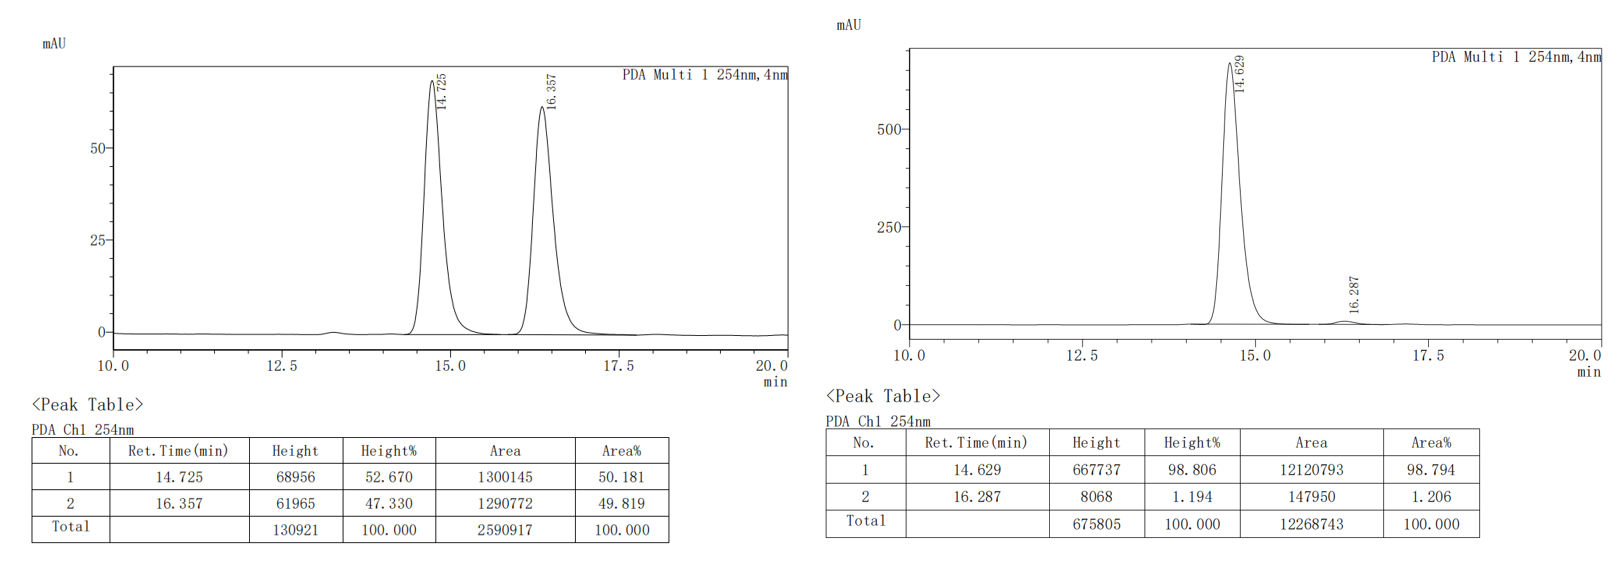 mAU
PDA Multi 1 254nm,4nm
14.725
16.357
50
25
0
10.0 12.5 15.0 17.5 20.0
min
<Peak Table>
PDA Ch1 254nm
No. Ret.Time(min) Height Height% Area Area%
1 14.725 68956 52.670 1300145 50.181
2 16.357 61965 47.330 1290772 49.819
Total 130921 100.000 2590917 100.000
mAU
PDA Multi 1 254nm,4nm
14.629
16.287
500
250
0
10.0 12.5 15.0 17.5 20.0
min
<Peak Table>
PDA Ch1 254nm
No. Ret.Time(min) Height Height% Area Area%
1 14.629 667737 98.806 12120793 98.794
2 16.287 8068 1.194 147950 1.206
Total 675805 100.000 12268743 100.000